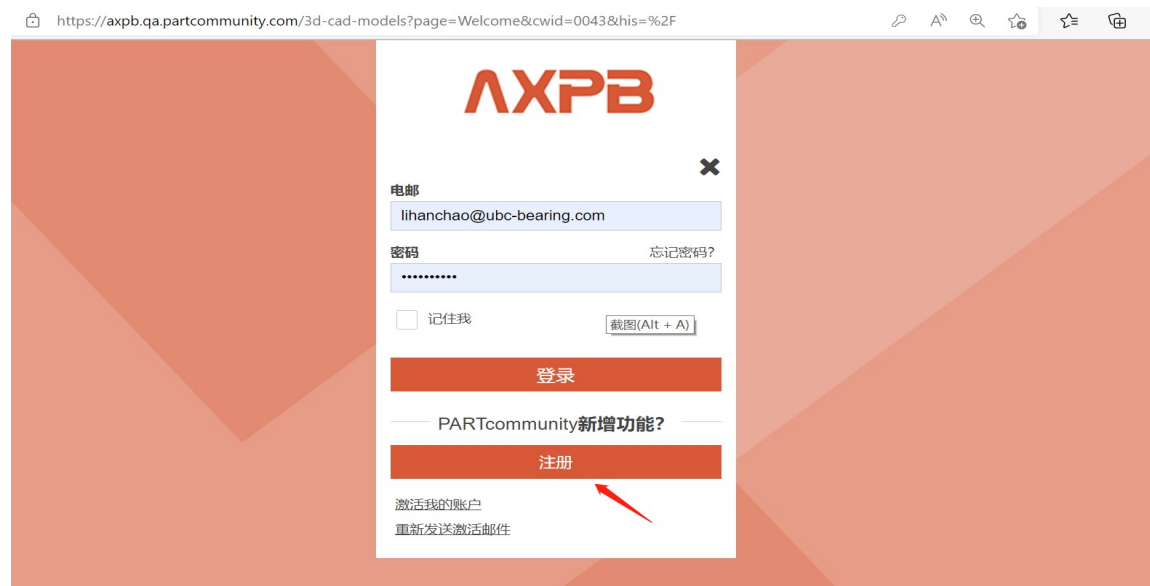 https://axpb.qa.partcommunity.com/3d-cad-models?page=Welcome&cwid=0043&his=%2F
AXPB
电邮
lihanchao@ubc-bearing.com
密码 忘记密码?
••••••••••
记住我
截图(Alt + A)
登录
PARTcommunity新增功能?
注册
激活我的账户
重新发送激活邮件